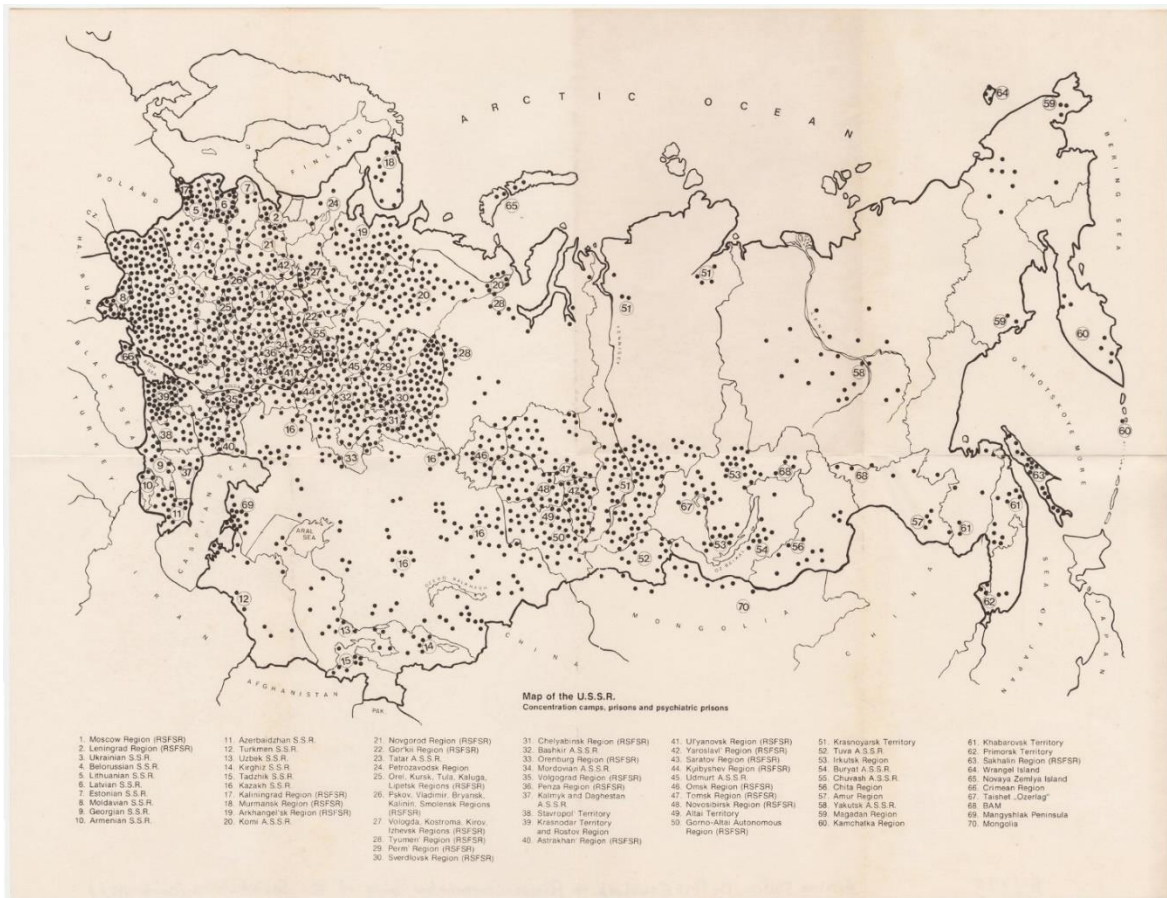 ARCTIC OCEAN
BERING SEA
FINLAND
POLAND
CZ.
HU.
RUM.
BLACK SEA
TURKEY
CASPIAN SEA
ARAL SEA
IRAN
AFGHANISTAN
PAK.
CHINA
MONGOLIA
CHINA
OCHOTSKOYE MORE
SEA OF JAPAN
JAPAN
Map of the U.S.S.R.
Concentration camps, prisons and psychiatric prisons
1. Moscow Region (RSFSR)
2. Leningrad Region (RSFSR)
3. Ukrainian S.S.R.
4. Belorussian S.S.R.
5. Lithuanian S.S.R.
6. Latvian S.S.R.
7. Estonian S.S.R.
8. Moldavian S.S.R.
9. Georgian S.S.R.
10. Armenian S.S.R.
11. Azerbaidzhan S.S.R.
12. Turkmen S.S.R.
13. Uzbek S.S.R.
14. Kirghiz S.S.R.
15. Tadzhik S.S.R.
16. Kazakh S.S.R.
17. Kaliningrad Region (RSFSR)
18. Murmansk Region (RSFSR)
19. Arkhangel'sk Region (RSFSR)
20. Komi A.S.S.R.
21. Novgorod Region (RSFSR)
22. Gor'kii Region (RSFSR)
23. Tatar A.S.S.R.
24. Petrozavodsk Region
25. Orel, Kursk, Tula, Kaluga,
Lipetsk Regions (RSFSR)
26. Pskov, Vladimir, Bryansk,
Kalinin, Smolensk Regions
(RSFSR)
27. Vologda, Kostroma, Kirov,
Izhevsk Regions (RSFSR)
28. Tyumen' Region (RSFSR)
29. Perm' Region (RSFSR)
30. Sverdlovsk Region (RSFSR)
31. Chelyabinsk Region (RSFSR)
32. Bashkir A.S.S.R.
33. Orenburg Region (RSFSR)
34. Mordovian A.S.S.R.
35. Volgograd Region (RSFSR)
36. Penza Region (RSFSR)
37. Kalmyk and Daghestan
A.S.S.R.
38. Stavropol' Territory
39. Krasnodar Territory
and Rostov Region
40. Astrakhan' Region (RSFSR)
41. Ul'yanovsk Region (RSFSR)
42. Yaroslavl' Region (RSFSR)
43. Saratov Region (RSFSR)
44. Kyibyshev Region (RSFSR)
45. Udmurt A.S.S.R.
46. Omsk Region (RSFSR)
47. Tomsk Region (RSFSR)
48. Novosibirsk Region (RSFSR)
49. Altai Territory
50. Gorno-Altai Autonomous
Region (RSFSR)
51. Krasnoyarsk Territory
52. Tuva A.S.S.R.
53. Irkutsk Region
54. Buryat A.S.S.R.
55. Chuvash A.S.S.R.
56. Chita Region
57. Amur Region
58. Yakutsk A.S.S.R.
59. Magadan Region
60. Kamchatka Region
61. Khabarovsk Territory
62. Primorsk Territory
63. Sakhalin Region (RSFSR)
64. Wrangel Island
65. Novaya Zemlya Island
66. Crimean Region
67. Taishet „Ozerlag"
68. BAM
69. Mangyshlak Peninsula
70. Mongolia